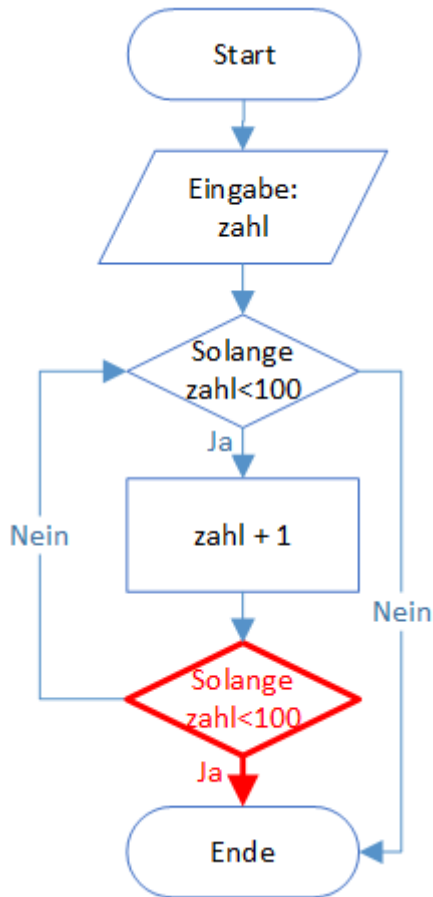 Start
Eingabe:
zahl
Solange
zahl<100
Ja
Nein
zahl + 1
Nein
Solange
zahl<100
Ja
Ende